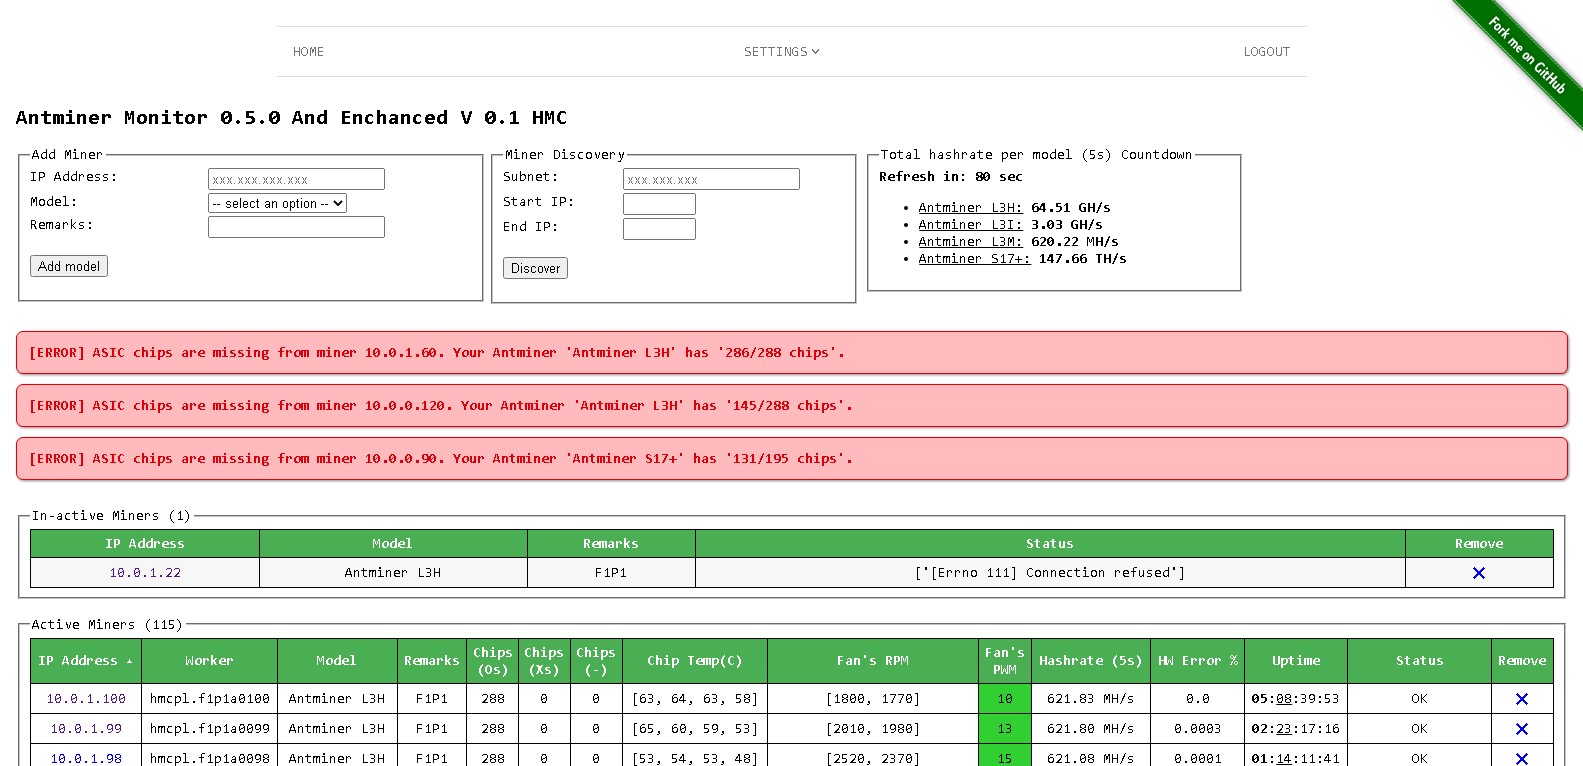 HOME SETTINGS LOGOUT
Fork me on GitHub
Antminer Monitor 0.5.0 And Enchanced V 0.1 HMC
Add Miner
IP Address: xxx.xxx.xxx.xxx
Model: -- select an option --
Remarks:
Add model
Miner Discovery
Subnet: xxx.xxx.xxx
Start IP:
End IP:
Discover
Total hashrate per model (5s) Countdown
Refresh in: 80 sec
• Antminer L3H: 64.51 GH/s
• Antminer L3I: 3.03 GH/s
• Antminer L3M: 620.22 MH/s
• Antminer S17+: 147.66 TH/s
[ERROR] ASIC chips are missing from miner 10.0.1.60. Your Antminer 'Antminer L3H' has '286/288 chips'.
[ERROR] ASIC chips are missing from miner 10.0.0.120. Your Antminer 'Antminer L3H' has '145/288 chips'.
[ERROR] ASIC chips are missing from miner 10.0.0.90. Your Antminer 'Antminer S17+' has '131/195 chips'.
In-active Miners (1)
IP Address Model Remarks Status Remove
10.0.1.22 Antminer L3H F1P1 ['[Errno 111] Connection refused'] ✕
Active Miners (115)
IP Address Worker Model Remarks Chips (Os) Chips (Xs) Chips (-) Chip Temp(C) Fan's RPM Fan's PWM Hashrate (5s) HW Error % Uptime Status Remove
10.0.1.100 hmcpl.f1p1a0100 Antminer L3H F1P1 288 0 0 [63, 64, 63, 58] [1800, 1770] 10 621.83 MH/s 0.0 05:08:39:53 OK ✕
10.0.1.99 hmcpl.f1p1a0099 Antminer L3H F1P1 288 0 0 [65, 60, 59, 53] [2010, 1980] 13 621.80 MH/s 0.0003 02:23:17:16 OK ✕
10.0.1.98 hmcpl.f1p1a0098 Antminer L3H F1P1 288 0 0 [53, 54, 53, 48] [2520, 2370] 15 621.08 MH/s 0.0001 01:14:11:41 OK ✕